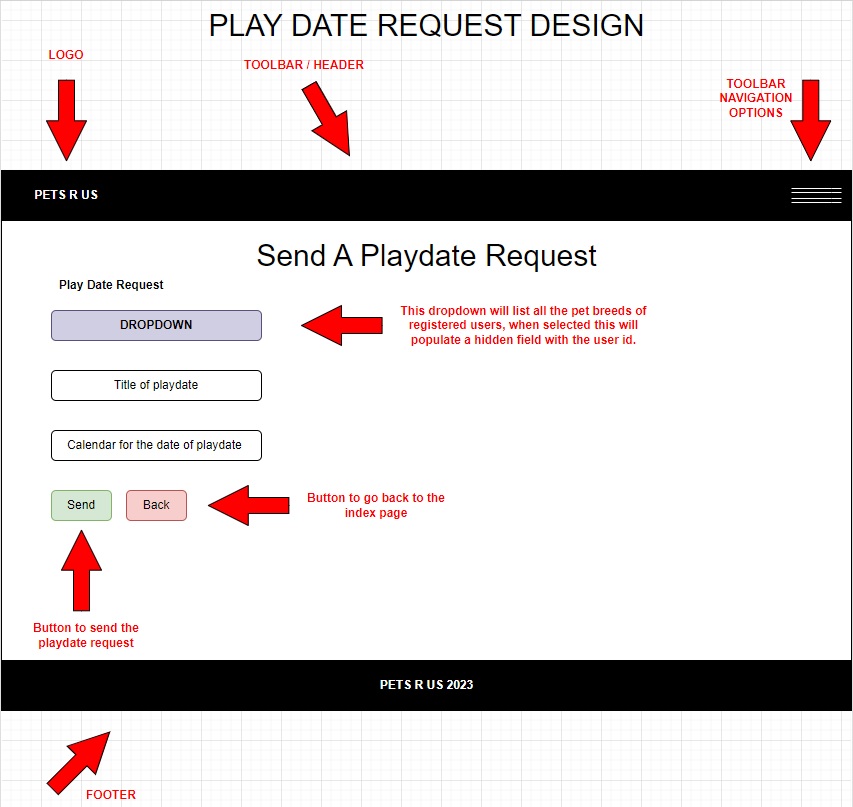 PLAY DATE REQUEST DESIGN
LOGO
TOOLBAR / HEADER
TOOLBAR
NAVIGATION
OPTIONS
PETS R US
Send A Playdate Request
Play Date Request
DROPDOWN
This dropdown will list all the pet breeds of
registered users, when selected this will
populate a hidden field with the user id.
Title of playdate
Calendar for the date of playdate
Send
Back
Button to go back to the
index page
Button to send the
playdate request
PETS R US 2023
FOOTER